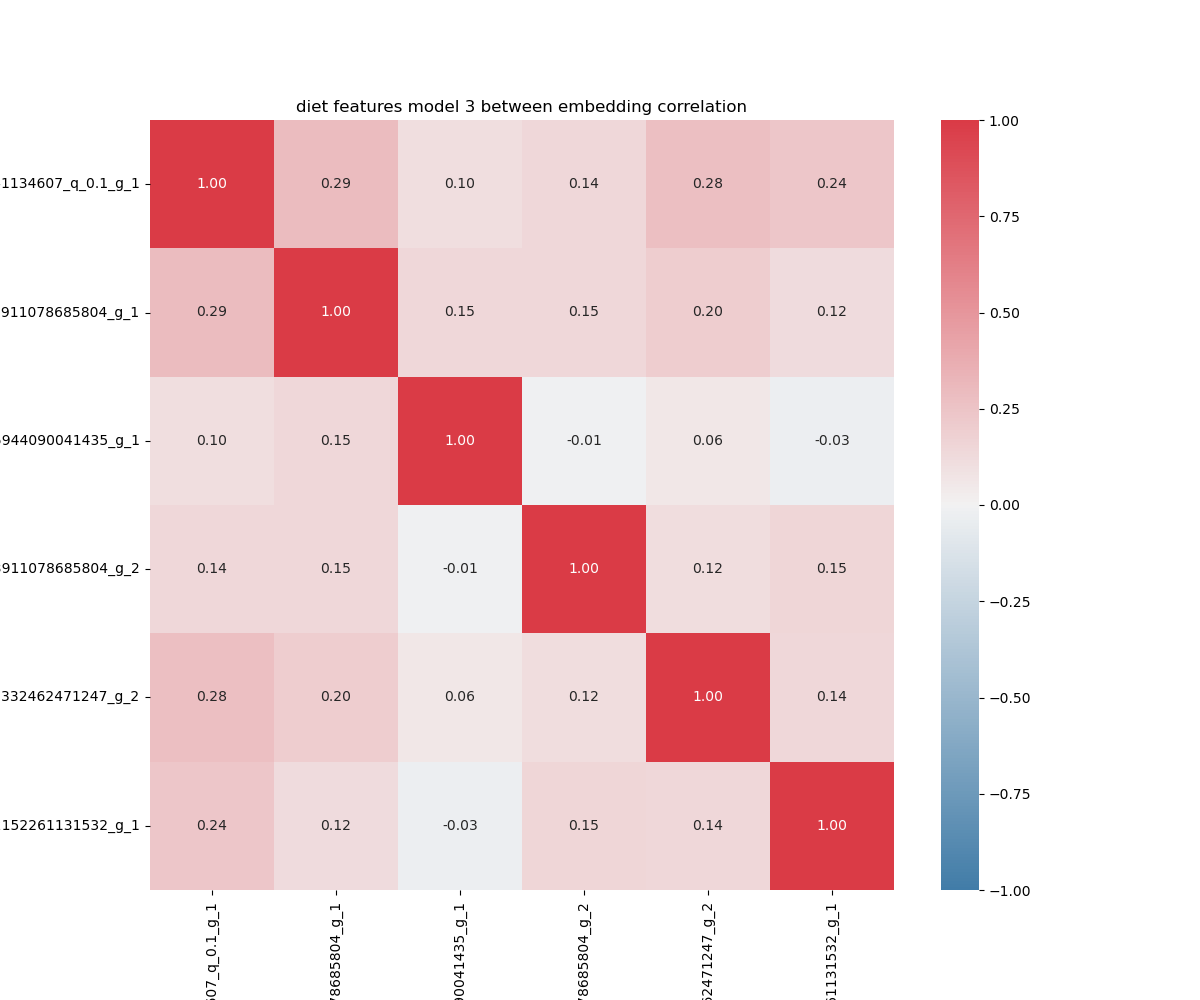 diet features model 3 between embedding correlation
1134607_q_0.1_g_1 1.00 0.29 0.10 0.14 0.28 0.24
911078685804_g_1 0.29 1.00 0.15 0.15 0.20 0.12
944090041435_g_1 0.10 0.15 1.00 -0.01 0.06 -0.03
911078685804_g_2 0.14 0.15 -0.01 1.00 0.12 0.15
332462471247_g_2 0.28 0.20 0.06 0.12 1.00 0.14
152261131532_g_1 0.24 0.12 -0.03 0.15 0.14 1.00
607_q_0.1_g_1
78685804_g_1
90041435_g_1
78685804_g_2
62471247_g_2
61131532_g_1
1.00
0.75
0.50
0.25
0.00
−0.25
−0.50
−0.75
−1.00